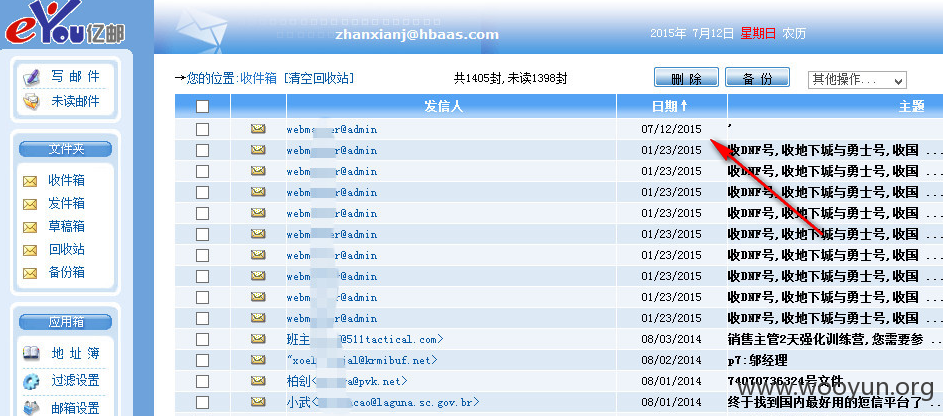 eYou亿邮
zhanxianj@hbaas.com
2015年 7月12日 星期日 农历
写 邮 件
未读邮件
文件夹
收件箱
发件箱
草稿箱
回收站
备份箱
应用箱
地 址 簿
过滤设置
邮箱设置
→您的位置:收件箱 [清空回收站] 共1405封, 未读1398封 删 除 备 份 其他操作...
发信人 日期↑ 主题
webm er@admin 07/12/2015 '
webm er@admin 01/23/2015 收DNF号,收地下城与勇士号,收国 ...
webm er@admin 01/23/2015 收DNF号,收地下城与勇士号,收国 ...
webm er@admin 01/23/2015 收DNF号,收地下城与勇士号,收国 ...
webm er@admin 01/23/2015 收DNF号,收地下城与勇士号,收国 ...
webm er@admin 01/23/2015 收DNF号,收地下城与勇士号,收国 ...
webm er@admin 01/23/2015 收DNF号,收地下城与勇士号,收国 ...
webm er@admin 01/23/2015 收DNF号,收地下城与勇士号,收国 ...
webm er@admin 01/23/2015 收DNF号,收地下城与勇士号,收国 ...
webm er@admin 01/23/2015 收DNF号,收地下城与勇士号,收国 ...
班主 @511tactical.com> 08/03/2014 销售主管2天强化训练营,您需要参 ...
"xoel ial@krmibuf.net> 08/02/2014 p7:邬经理
柏刽< a@pvk.net> 08/01/2014 74070736324号文件
小武< cao@laguna.sc.gov.br> 08/01/2014 终于找到国内最好用的短信平台了 ...
www.wooyun.org